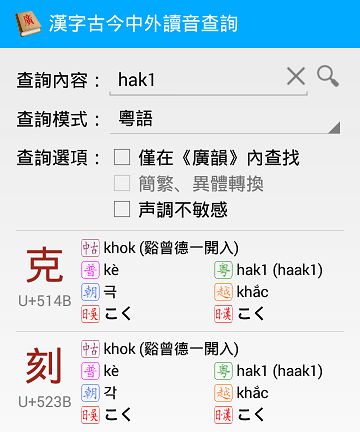 漢字古今中外讀音查詢
查詢內容： hak1
查詢模式： 粵語
查詢選項： 僅在《廣韻》內查找
簡繁、異體轉換
声調不敏感
克
U+514B
中古 khok (谿曾德一開入)
普 kè 粵 hak1 (haak1)
朝 극 越 khắc
日吳 こく 日漢 こく
刻
U+523B
中古 khok (谿曾德一開入)
普 kè 粵 hak1 (haak1)
朝 각 越 khắc
日吳 こく 日漢 こく